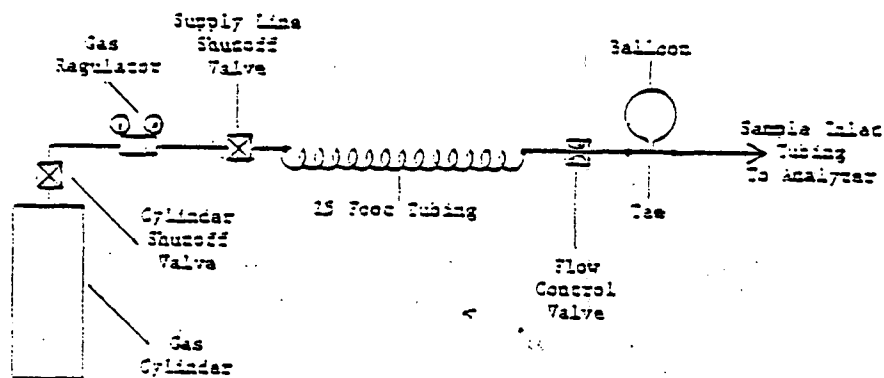 Supply Line
Shutoff
Valve
Gas
Regulator
Balloon
Sample Inlet
Tubing
To Analyzer
Foot Tubing
Tee
Cylinder
Shutoff
Valve
Flow
Control
Valve
Gas
Cylinder